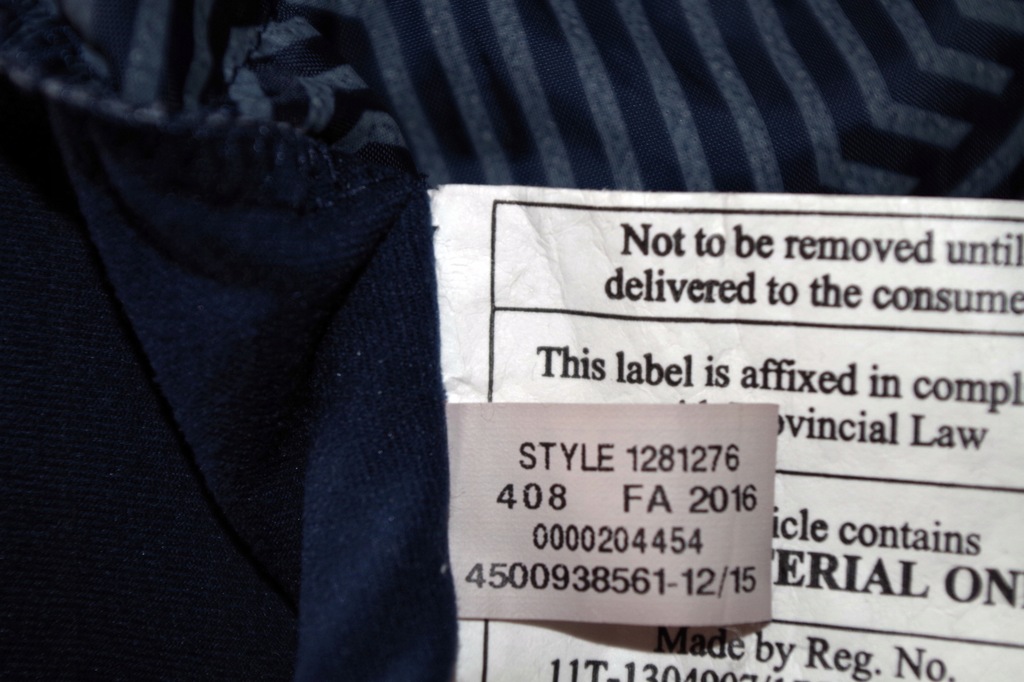 Not to be removed until
delivered to the consume
This label is affixed in compl
ovincial Law
STYLE 1281276
408 FA 2016
0000204454
4500938561-12/15
icle contains
ERIAL ON
Made by Reg. No.